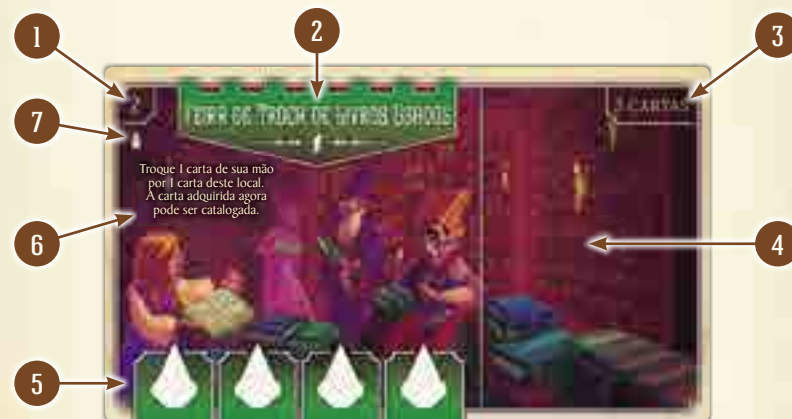 1
2
3
2
FEIRA DE TROCA DE LIVROS USADOS
3 CARTAS
7
Troque 1 carta de sua mão
por 1 carta deste local.
A carta adquirida agora
pode ser catalogada.
6
4
5